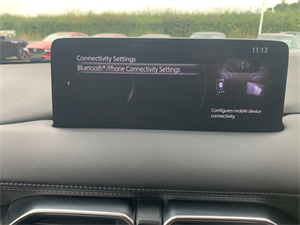 11:13
Connectivity Settings
Bluetooth®/Phone Connectivity Settings
Configures mobile device
connectivity.